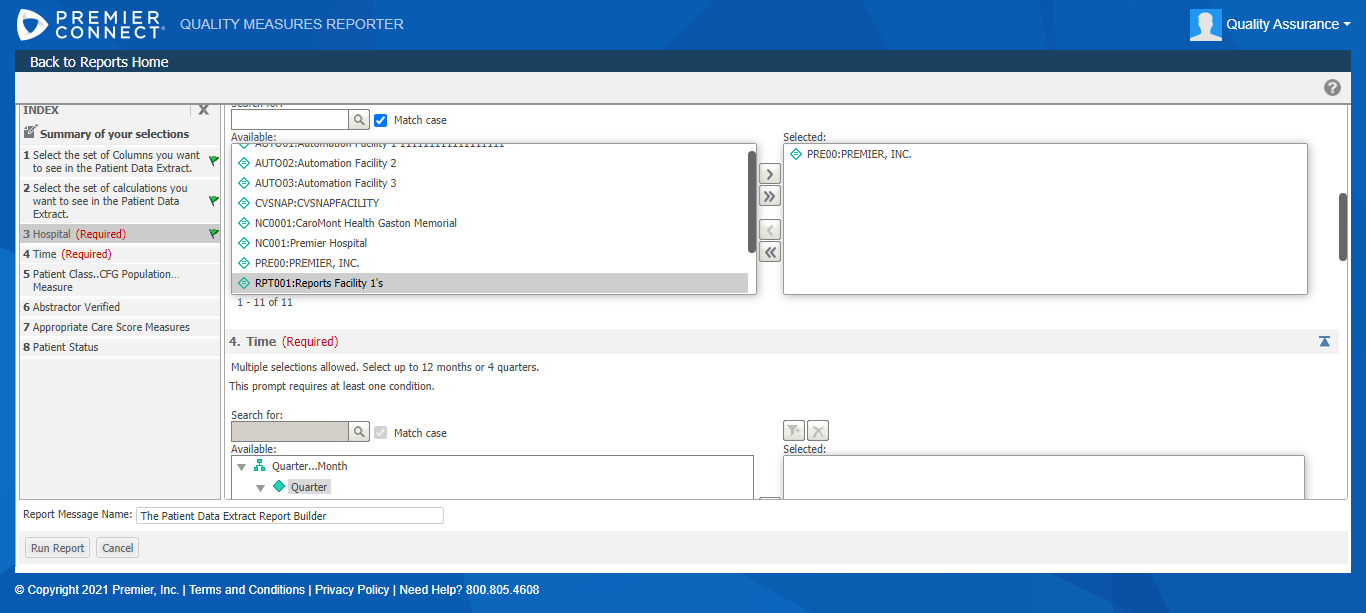 PREMIER CONNECT
QUALITY MEASURES REPORTER
Quality Assurance
Back to Reports Home
INDEX
Summary of your selections
1 Select the set of Columns you want
to see in the Patient Data Extract.
2 Select the set of calculations you
want to see in the Patient Data
Extract.
3 Hospital (Required)
4 Time (Required)
5 Patient Class..CFG Population...
Measure
6 Abstractor Verified
7 Appropriate Care Score Measures
8 Patient Status
Search for:
Match case
Available:
AUTO01:Automation Facility 1
AUTO02:Automation Facility 2
AUTO03:Automation Facility 3
CVSNAP:CVSNAPFACILITY
NC0001:CaroMont Health Gaston Memorial
NC001:Premier Hospital
PRE00:PREMIER, INC.
RPT001:Reports Facility 1's
1 - 11 of 11
Selected:
PRE00:PREMIER, INC.
4. Time (Required)
Multiple selections allowed. Select up to 12 months or 4 quarters.
This prompt requires at least one condition.
Search for:
Match case
Available:
Quarter...Month
Quarter
Selected:
Report Message Name: The Patient Data Extract Report Builder
Run Report Cancel
© Copyright 2021 Premier, Inc. | Terms and Conditions | Privacy Policy | Need Help? 800.805.4608